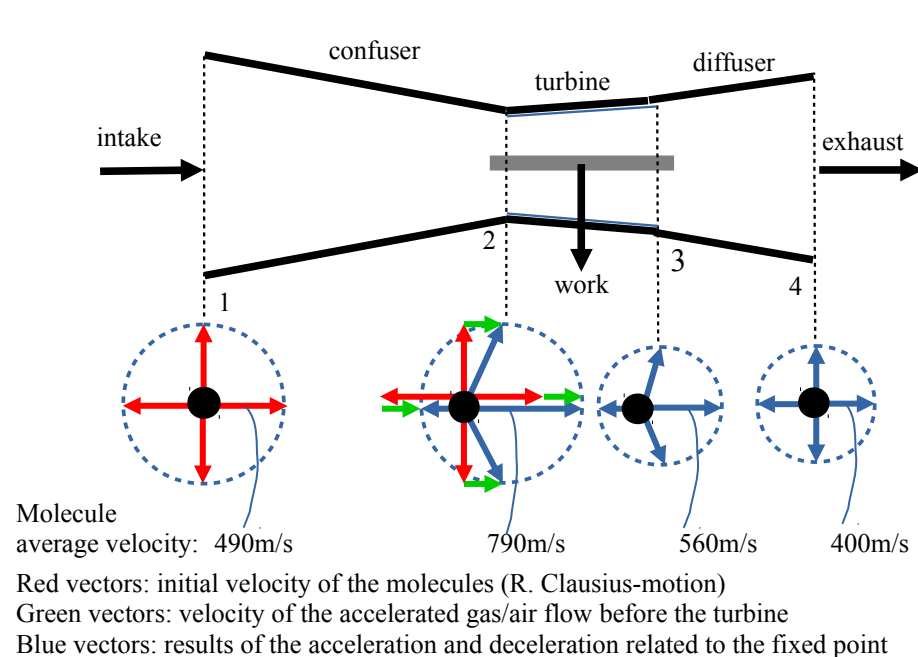 confuser
turbine
diffuser
intake
exhaust
work
1
2
3
4
Molecule
average velocity: 490m/s 790m/s 560m/s 400m/s
Red vectors: initial velocity of the molecules (R. Clausius-motion)
Green vectors: velocity of the accelerated gas/air flow before the turbine
Blue vectors: results of the acceleration and deceleration related to the fixed point